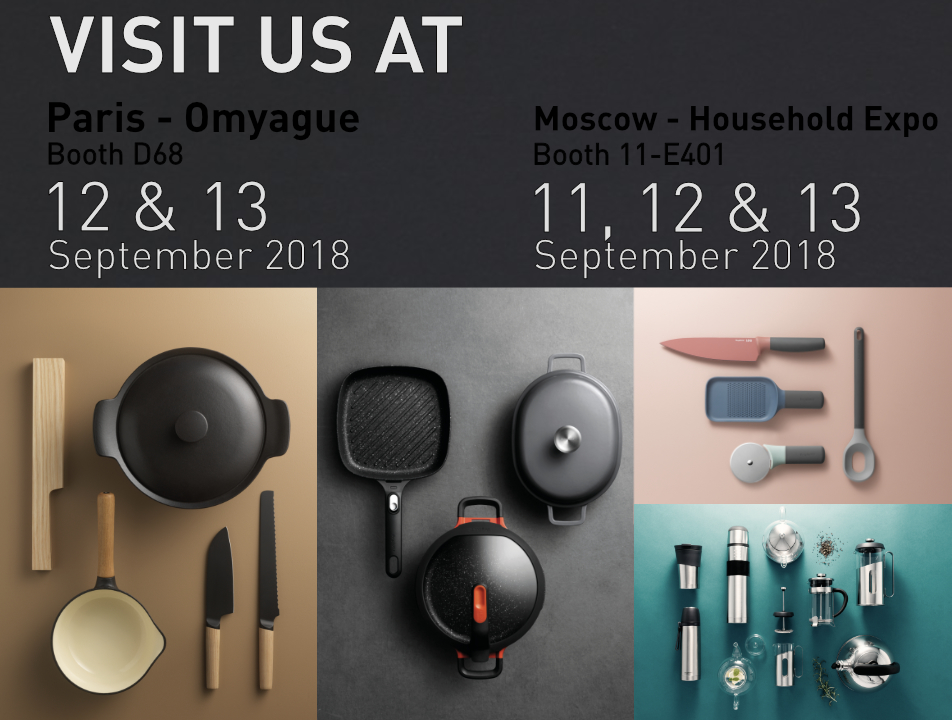 VISIT US AT
Paris - Omyague
Booth D68
12 & 13
September 2018
Moscow - Household Expo
Booth 11-E401
11, 12 & 13
September 2018